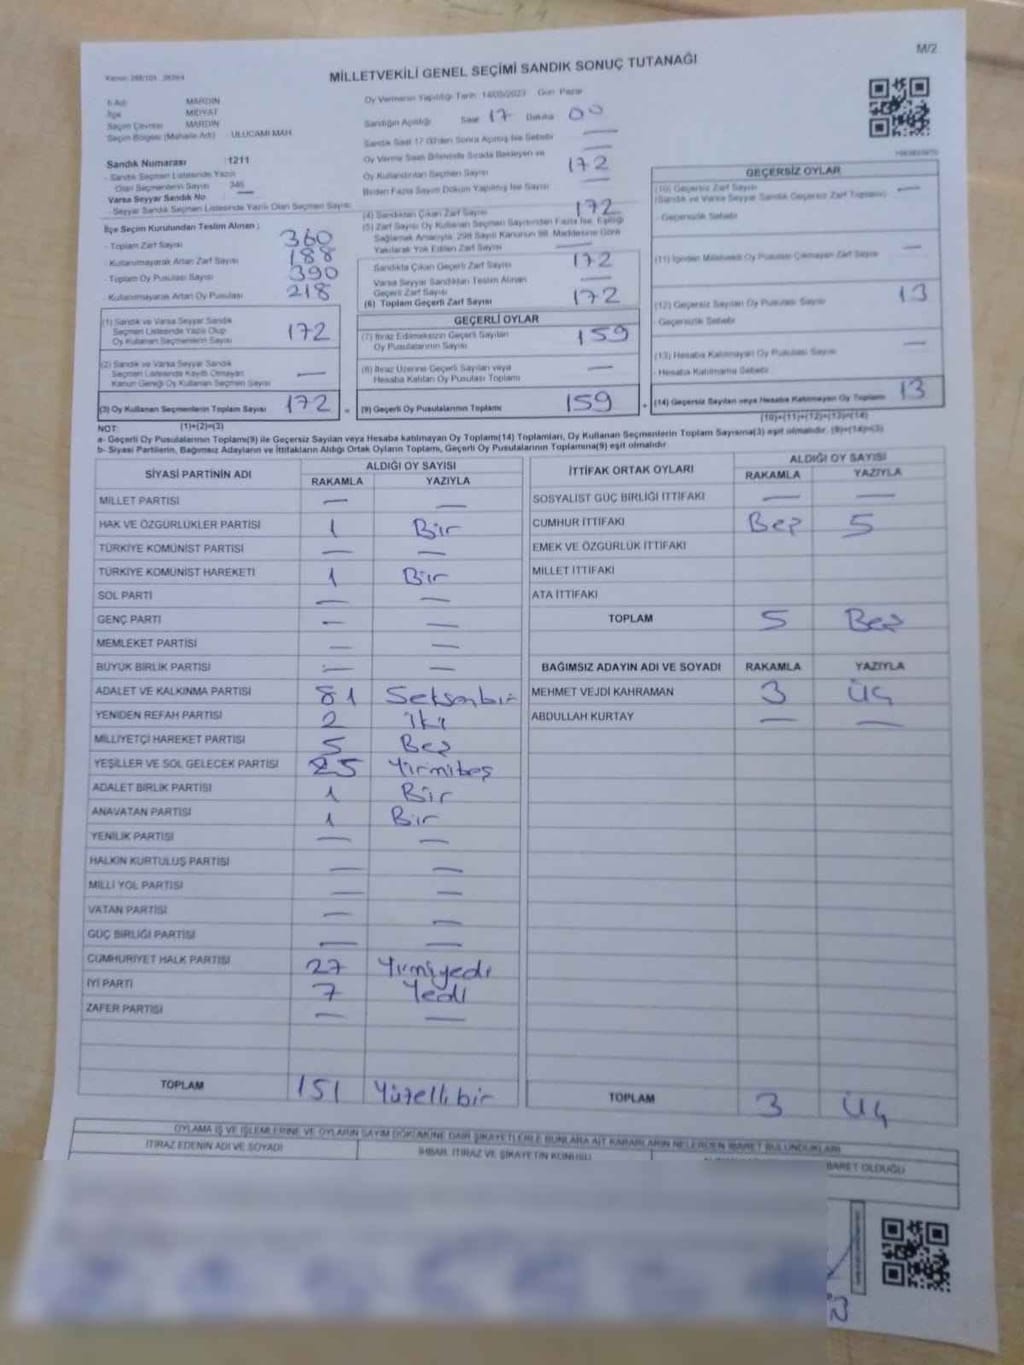 M/2
MİLLETVEKİLİ GENEL SEÇİMİ SANDIK SONUÇ TUTANAĞI
İl Adı MARDİN
İlçe MİDYAT
Seçim Çevresi MARDİN
Seçim Bölgesi (Mahalle Adı) : ULUCAMİ MAH.
Sandık Numarası : 1211
- Sandık Seçmen Listesinde Yazılı
Olan Seçmenlerin Sayısı 346
Varsa Seyyar Sandık No
- Seyyar Sandık Seçmen Listesinde Yazılı Olan Seçmen Sayısı
İlçe Seçim Kurulundan Teslim Alınan ;
- Toplam Zarf Sayısı 360
- Kullanılmayarak Artan Zarf Sayısı 188
- Toplam Oy Pusulası Sayısı 390
- Kullanılmayarak Artan Oy Pusulası 218
(1) Sandık ve Varsa Seyyar Sandık
Seçmen Listesinde Yazılı Olup
Oy Kullanan Seçmenlerin Sayısı 172
(2) Sandık ve Varsa Seyyar Sandık
Seçmen Listesinde Kayıtlı Olmayan
Kanun Gereği Oy Kullanan Seçmen Sayısı —
(3) Oy Kullanan Seçmenlerin Toplam Sayısı 172
(1)+(2)=(3)
Oy Vermenin Yapıldığı Tarih: 14/05/2023 Gün: Pazar
Sandığın Açıldığı Saat 17 Dakika 00
Sandık Saat 17.00'den Sonra Açılmış İse Sebebi —
Oy Verme Saati Bitiminde Sırada Bekleyen ve
Oy Kullandırılan Seçmen Sayısı 172
Birden Fazla Sayım Döküm Yapılmış İse Sayısı —
(4) Sandıktan Çıkan Zarf Sayısı 172
(5) Zarf Sayısı Oy Kullanan Seçmen Sayısından Fazla İse, Eşitliği
Sağlamak Amacıyla, 298 Sayılı Kanunun 98. Maddesine Göre
Yakılarak Yok Edilen Zarf Sayısı —
Sandıkta Çıkan Geçerli Zarf Sayısı 172
Varsa Seyyar Sandıktan Teslim Alınan
Geçerli Zarf Sayısı —
(6) Toplam Geçerli Zarf Sayısı 172
GEÇERLİ OYLAR
(7) İtiraz Edilmeksizin Geçerli Sayılan
Oy Pusulalarının Sayısı 159
(8) İtiraz Üzerine Geçerli Sayılan veya
Hesaba Katılan Oy Pusulası Toplamı —
(9) Geçerli Oy Pusulalarının Toplamı 159
GEÇERSİZ OYLAR
(10) Geçersiz Zarf Sayısı —
(Sandık ve Varsa Seyyar Sandık Geçersiz Zarf Toplamı)
- Geçersizlik Sebebi
(11) İçinden Milletvekili Oy Pusulası Çıkmayan Zarf Sayısı —
(12) Geçersiz Sayılan Oy Pusula Sayısı 13
- Geçersizlik Sebebi
(13) Hesaba Katılmayan Oy Pusula Sayısı —
- Hesaba Katılmama Sebebi
(14) Geçersiz Sayılan veya Hesaba Katılmayan Oy Toplamı 13
(10)+(11)+(12)+(13)=(14)
NOT:
a- Geçerli Oy Pusulalarının Toplamı(9) ile Geçersiz Sayılan veya Hesaba katılmayan Oy Toplamı(14) Toplamları, Oy Kullanan Seçmenlerin Toplam Sayısına(3) eşit olmalıdır. (9)+(14)=(3)
b- Siyasi Partilerin, Bağımsız Adayların ve İttifakların Aldığı Ortak Oyların Toplamı, Geçerli Oy Pusulalarının Toplamına(9) eşit olmalıdır.
SİYASİ PARTİNİN ADI ALDIĞI OY SAYISI
RAKAMLA YAZIYLA
MİLLET PARTİSİ — —
HAK VE ÖZGÜRLÜKLER PARTİSİ 1 Bir
TÜRKİYE KOMÜNİST PARTİSİ — —
TÜRKİYE KOMÜNİST HAREKETİ 1 Bir
SOL PARTİ — —
GENÇ PARTİ — —
MEMLEKET PARTİSİ — —
BÜYÜK BİRLİK PARTİSİ — —
ADALET VE KALKINMA PARTİSİ 81 Seksenbir
YENİDEN REFAH PARTİSİ 2 iki
MİLLİYETÇİ HAREKET PARTİSİ 5 Beş
YEŞİLLER VE SOL GELECEK PARTİSİ 25 Yirmibeş
ADALET BİRLİK PARTİSİ 1 Bir
ANAVATAN PARTİSİ 1 Bir
YENİLİK PARTİSİ — —
HALKIN KURTULUŞ PARTİSİ — —
MİLLİ YOL PARTİSİ — —
VATAN PARTİSİ — —
GÜÇ BİRLİĞİ PARTİSİ — —
CUMHURİYET HALK PARTİSİ 27 Yirmiyedi
İYİ PARTİ 7 Yedi
ZAFER PARTİSİ — —
TOPLAM 151 Yüzellibir
İTTİFAK ORTAK OYLARI ALDIĞI OY SAYISI
RAKAMLA YAZIYLA
SOSYALİST GÜÇ BİRLİĞİ İTTİFAKI — —
CUMHUR İTTİFAKI Beş 5
EMEK VE ÖZGÜRLÜK İTTİFAKI
MİLLET İTTİFAKI
ATA İTTİFAKI
TOPLAM 5 Beş
BAĞIMSIZ ADAYIN ADI VE SOYADI RAKAMLA YAZIYLA
MEHMET VEJDİ KAHRAMAN 3 Üç
ABDULLAH KURTAY — —
TOPLAM 3 Üç
OYLAMA İŞ VE İŞLEMLERİNE VE OYLARIN SAYIM DÖKÜMÜNE DAİR ŞİKAYETLERLE BUNLARA AİT KARARLARIN NELERDEN İBARET BULUNDUKLARI
İTİRAZ EDENİN ADI VE SOYADI
İHBAR, İTİRAZ VE ŞİKAYETİN KONUSU
BARET OLDUĞU